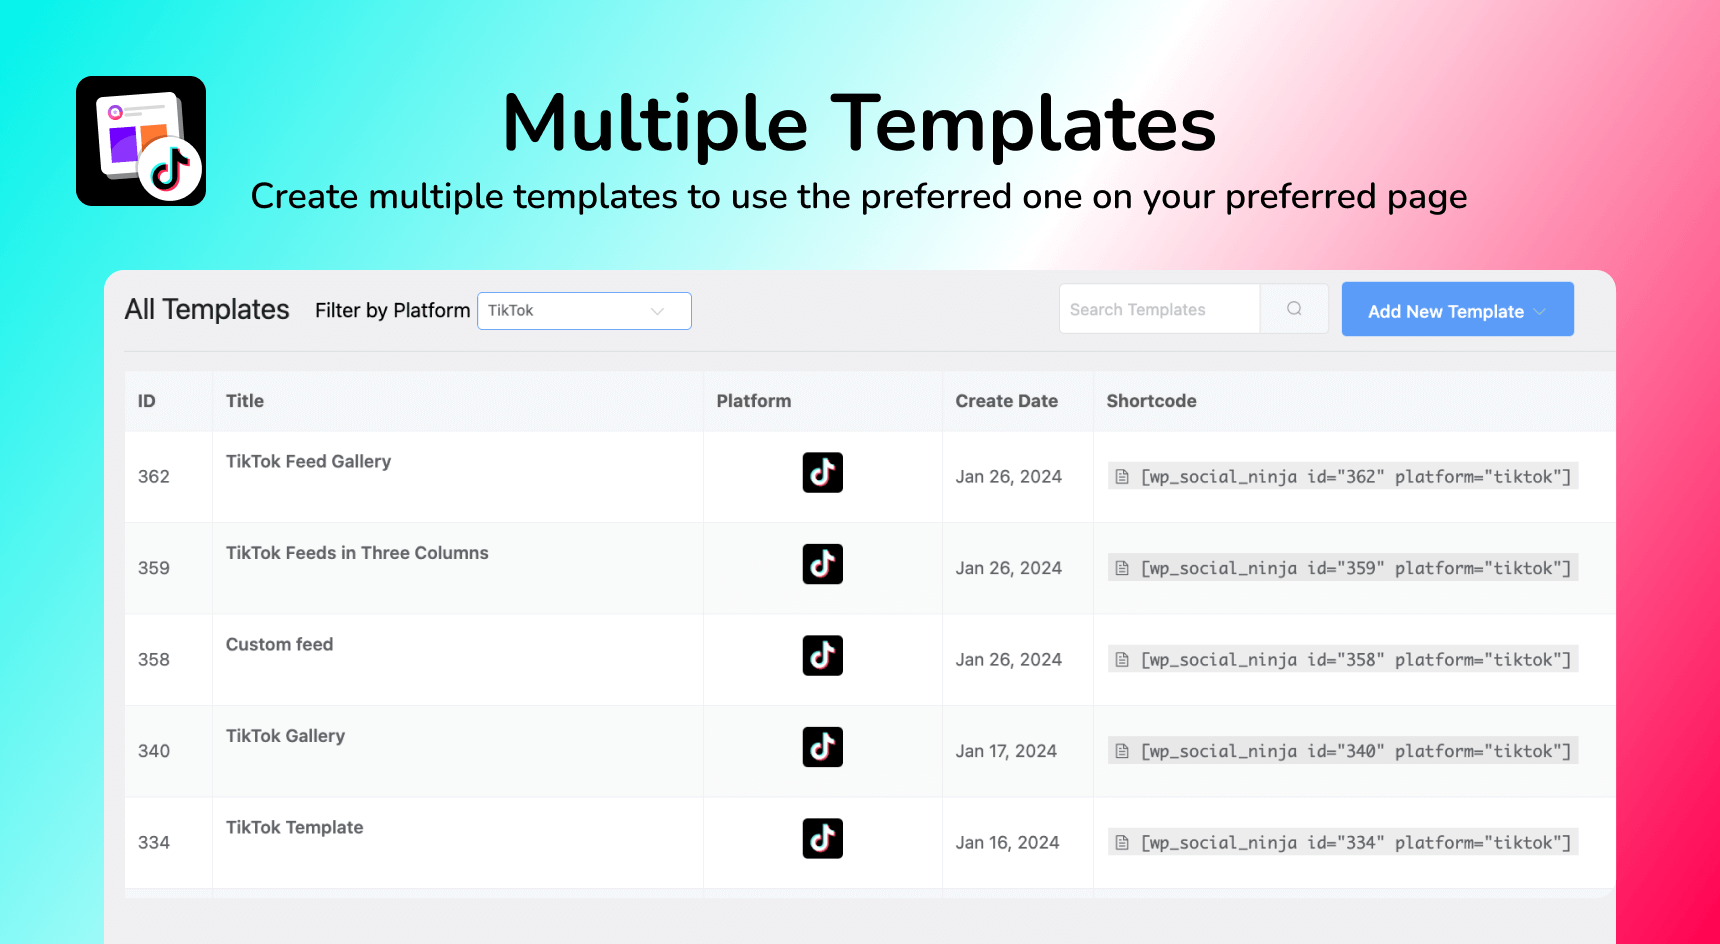 Multiple Templates
Create multiple templates to use the preferred one on your preferred page
All Templates Filter by Platform TikTok Search Templates Add New Template
ID Title Platform Create Date Shortcode
362 TikTok Feed Gallery Jan 26, 2024 [wp_social_ninja id="362" platform="tiktok"]
359 TikTok Feeds in Three Columns Jan 26, 2024 [wp_social_ninja id="359" platform="tiktok"]
358 Custom feed Jan 26, 2024 [wp_social_ninja id="358" platform="tiktok"]
340 TikTok Gallery Jan 17, 2024 [wp_social_ninja id="340" platform="tiktok"]
334 TikTok Template Jan 16, 2024 [wp_social_ninja id="334" platform="tiktok"]